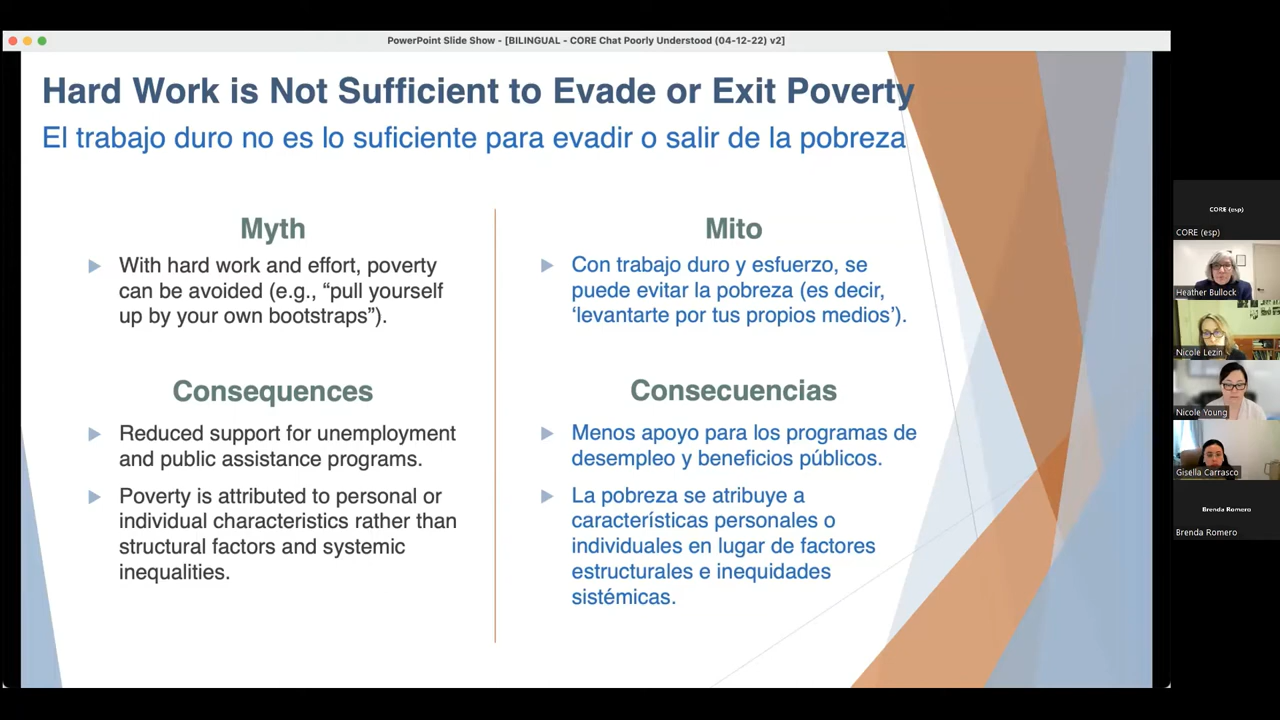 PowerPoint Slide Show - [BILINGUAL - CORE Chat Poorly Understood (04-12-22) v2]
Hard Work is Not Sufficient to Evade or Exit Poverty
El trabajo duro no es lo suficiente para evadir o salir de la pobreza
Myth
With hard work and effort, poverty
can be avoided (e.g., “pull yourself
up by your own bootstraps”).
Consequences
Reduced support for unemployment
and public assistance programs.
Poverty is attributed to personal or
individual characteristics rather than
structural factors and systemic
inequalities.
Mito
Con trabajo duro y esfuerzo, se
puede evitar la pobreza (es decir,
‘levantarte por tus propios medios’).
Consecuencias
Menos apoyo para los programas de
desempleo y beneficios públicos.
La pobreza se atribuye a
características personales o
individuales en lugar de factores
estructurales e inequidades
sistémicas.
CORE (esp)
CORE (esp)
Heather Bullock
Nicole Lezin
Nicole Young
Gisella Carrasco
Brenda Romero
Brenda Romero